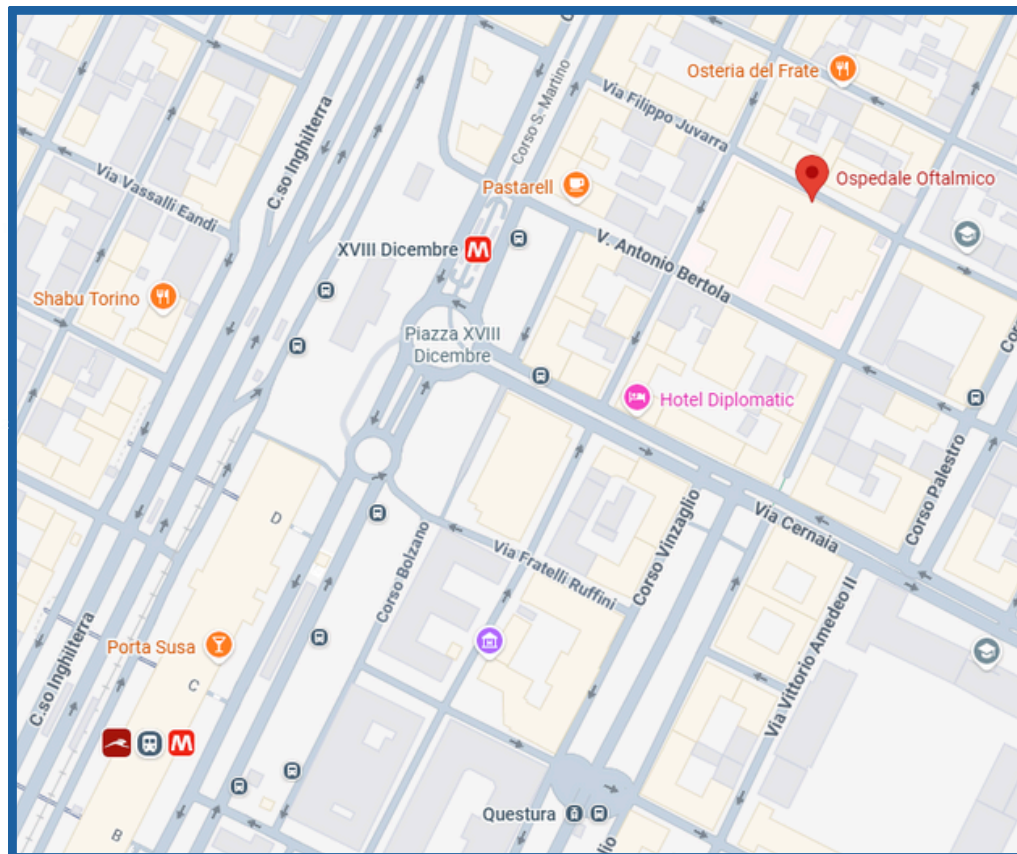 C
Osteria del Frate
Via Filippo Juvarra
Corso S. Martino
C.so Inghilterra
Via Vassalli Eandi
Pastarell
Ospedale Oftalmico
XVIII Dicembre
M
V. Antonio Bertola
Shabu Torino
Piazza XVIII
Dicembre
Co
Hotel Diplomatic
Corso Palestro
D
Corso Vinzaglio
Via Cernaia
Corso Bolzano
Via Fratelli Ruffini
Via Vittorio Amedeo II
Porta Susa
C.so Inghilterra
C
M
Questura
B
glio